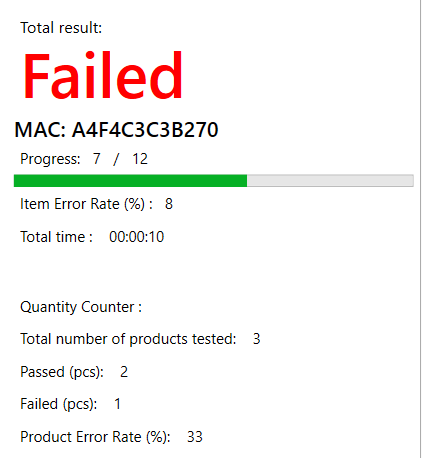 Total result:
Failed
MAC: A4F4C3C3B270
Progress: 7 / 12
Item Error Rate (%) : 8
Total time : 00:00:10
Quantity Counter :
Total number of products tested: 3
Passed (pcs): 2
Failed (pcs): 1
Product Error Rate (%): 33